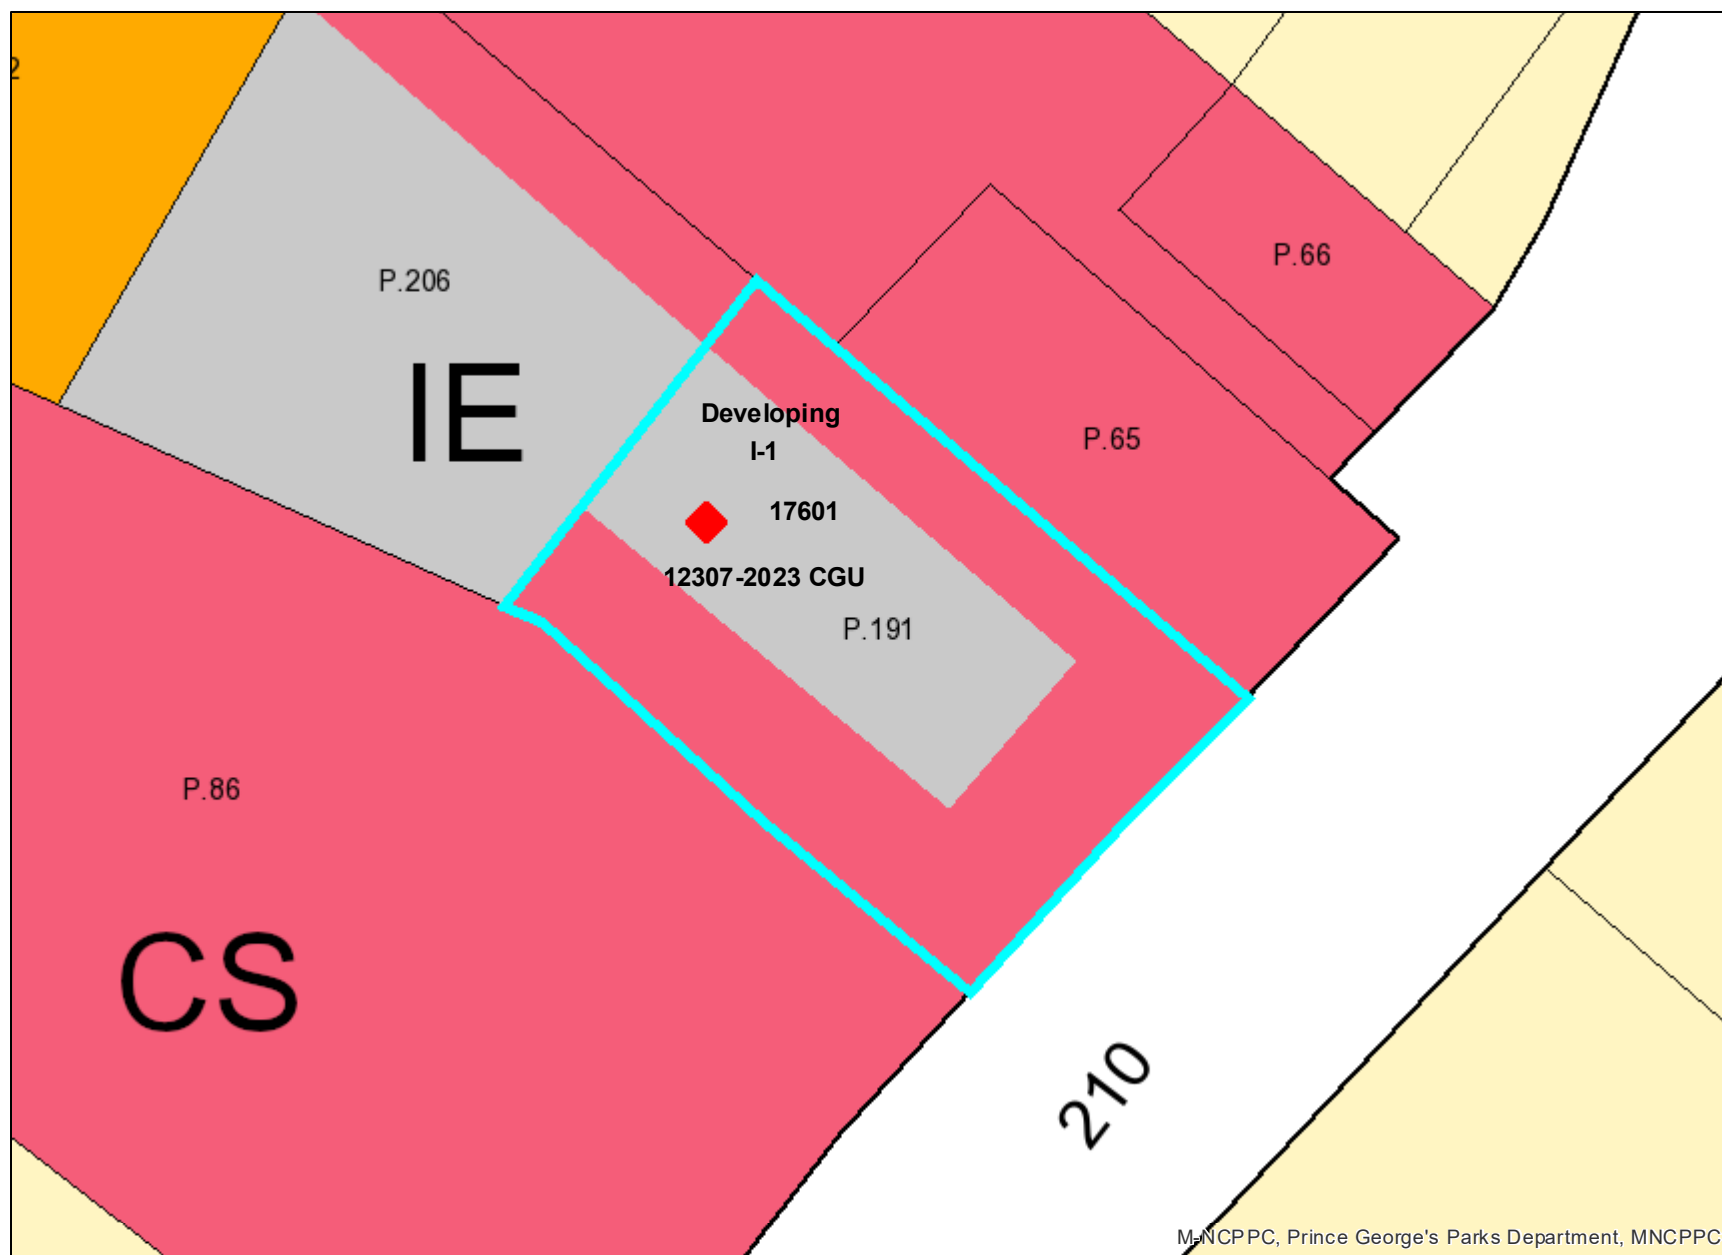 2
P.66
P.206
IE
Developing
I-1
P.65
17601
12307-2023 CGU
P.191
P.86
CS
210
M-NCPPC, Prince George's Parks Department, MNCPPC